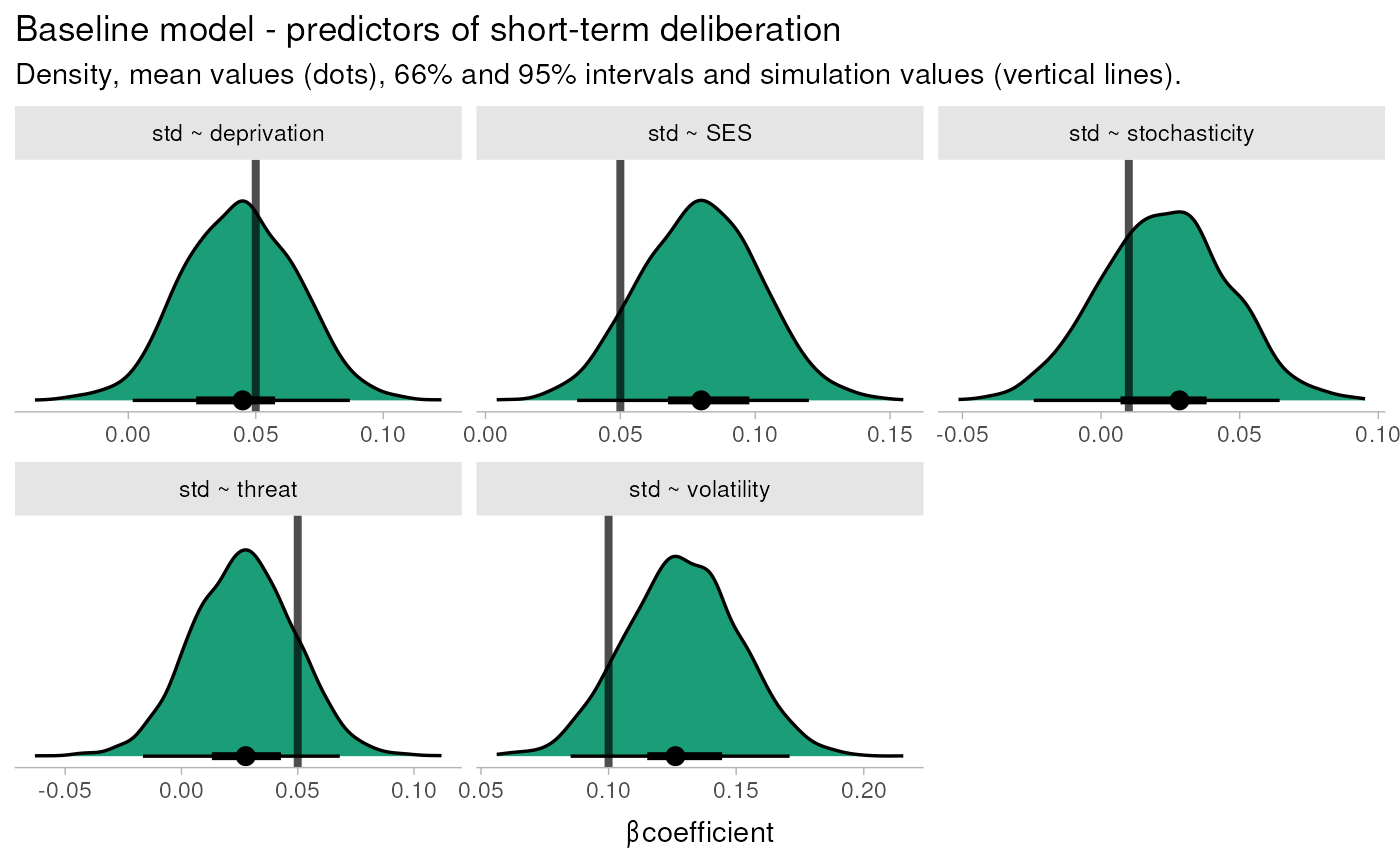 Baseline model - predictors of short-term deliberation
Density, mean values (dots), 66% and 95% intervals and simulation values (vertical lines).
std ~ deprivation
std ~ SES
std ~ stochasticity
0.00 0.05 0.10
0.00 0.05 0.10 0.15
-0.05 0.00 0.05 0.10
std ~ threat
std ~ volatility
-0.05 0.00 0.05 0.10
0.05 0.10 0.15 0.20
βcoefficient